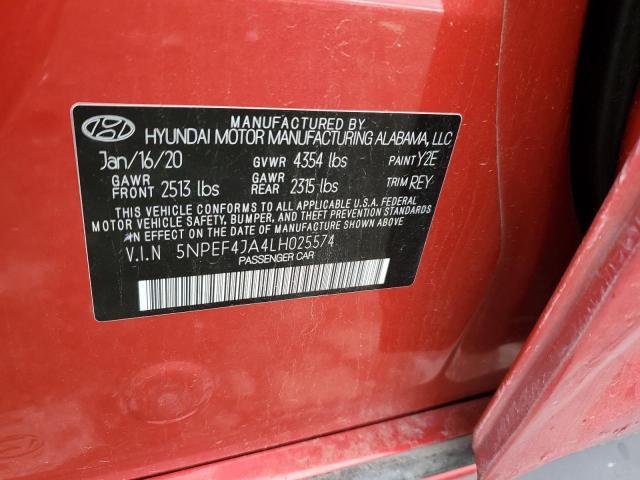 MANUFACTURED BY
HYUNDAI MOTOR MANUFACTURING ALABAMA, LLC
Jan/16/20 GVWR 4354 lbs PAINT Y2E
GAWR FRONT 2513 lbs GAWR REAR 2315 lbs TRIM REY
THIS VEHICLE CONFORMS TO ALL APPLICABLE U.S.A FEDERAL
MOTOR VEHICLE SAFETY, BUMPER, AND THEFT PREVENTION STANDARDS
IN EFFECT ON THE DATE OF MANUFACTURE SHOWN ABOVE.
V.I.N 5NPEF4JA4LH025574
PASSENGER CAR